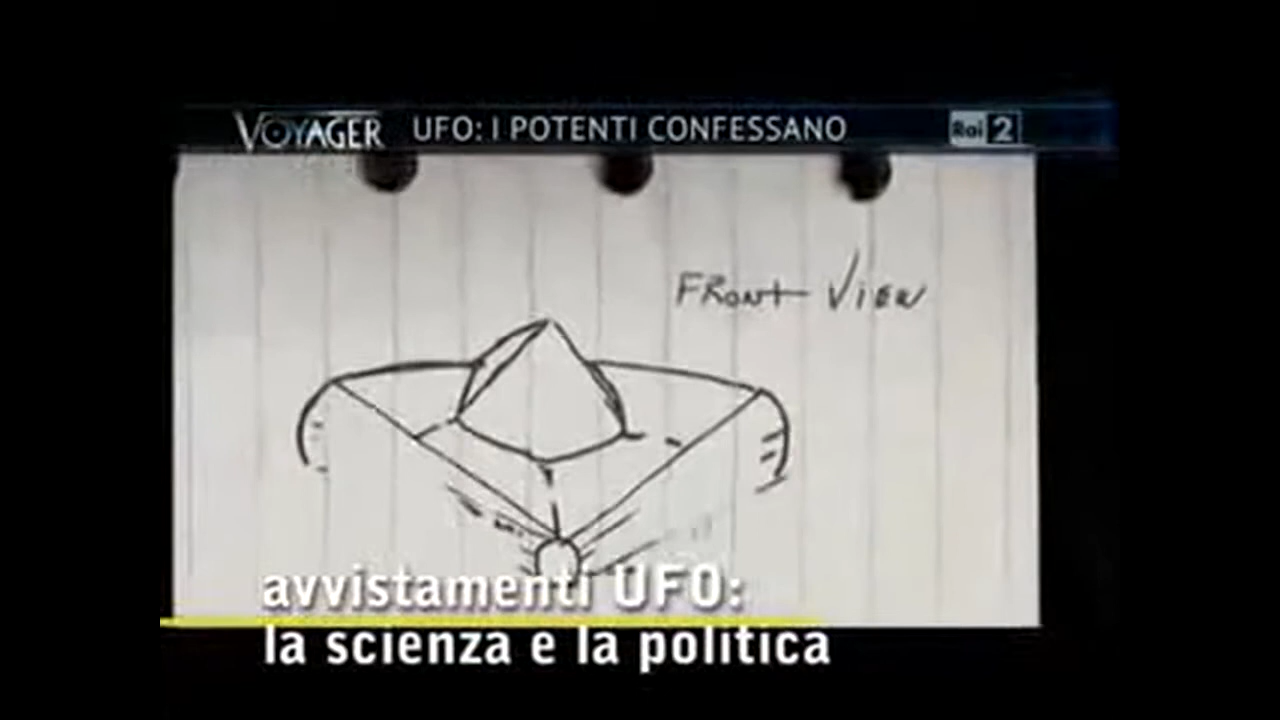 VOYAGER UFO: I POTENTI CONFESSANO Rai 2
FRont VIEW
avvistamenti UFO:
la scienza e la politica